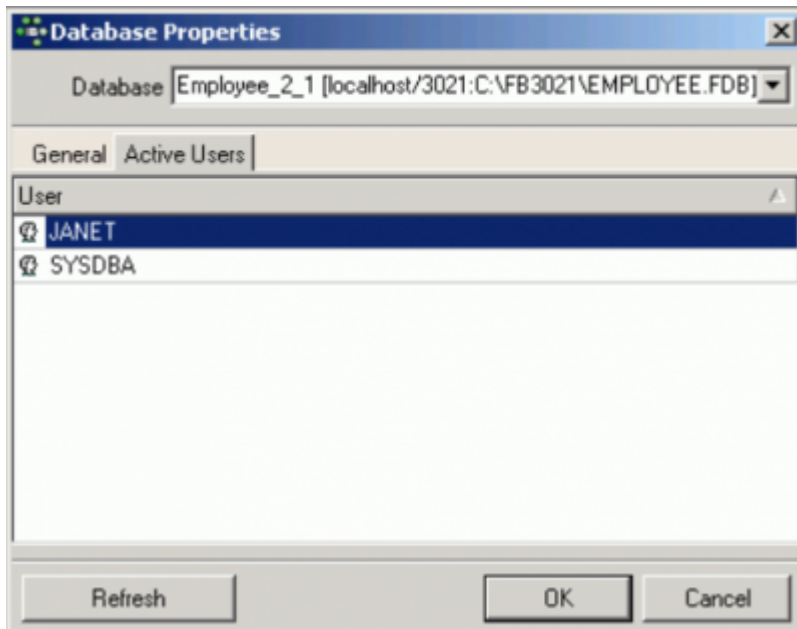 Database Properties
Database Employee_2_1 [localhost/3021:C:\FB3021\EMPLOYEE.FDB]
General Active Users
User
JANET
SYSDBA
Refresh OK Cancel